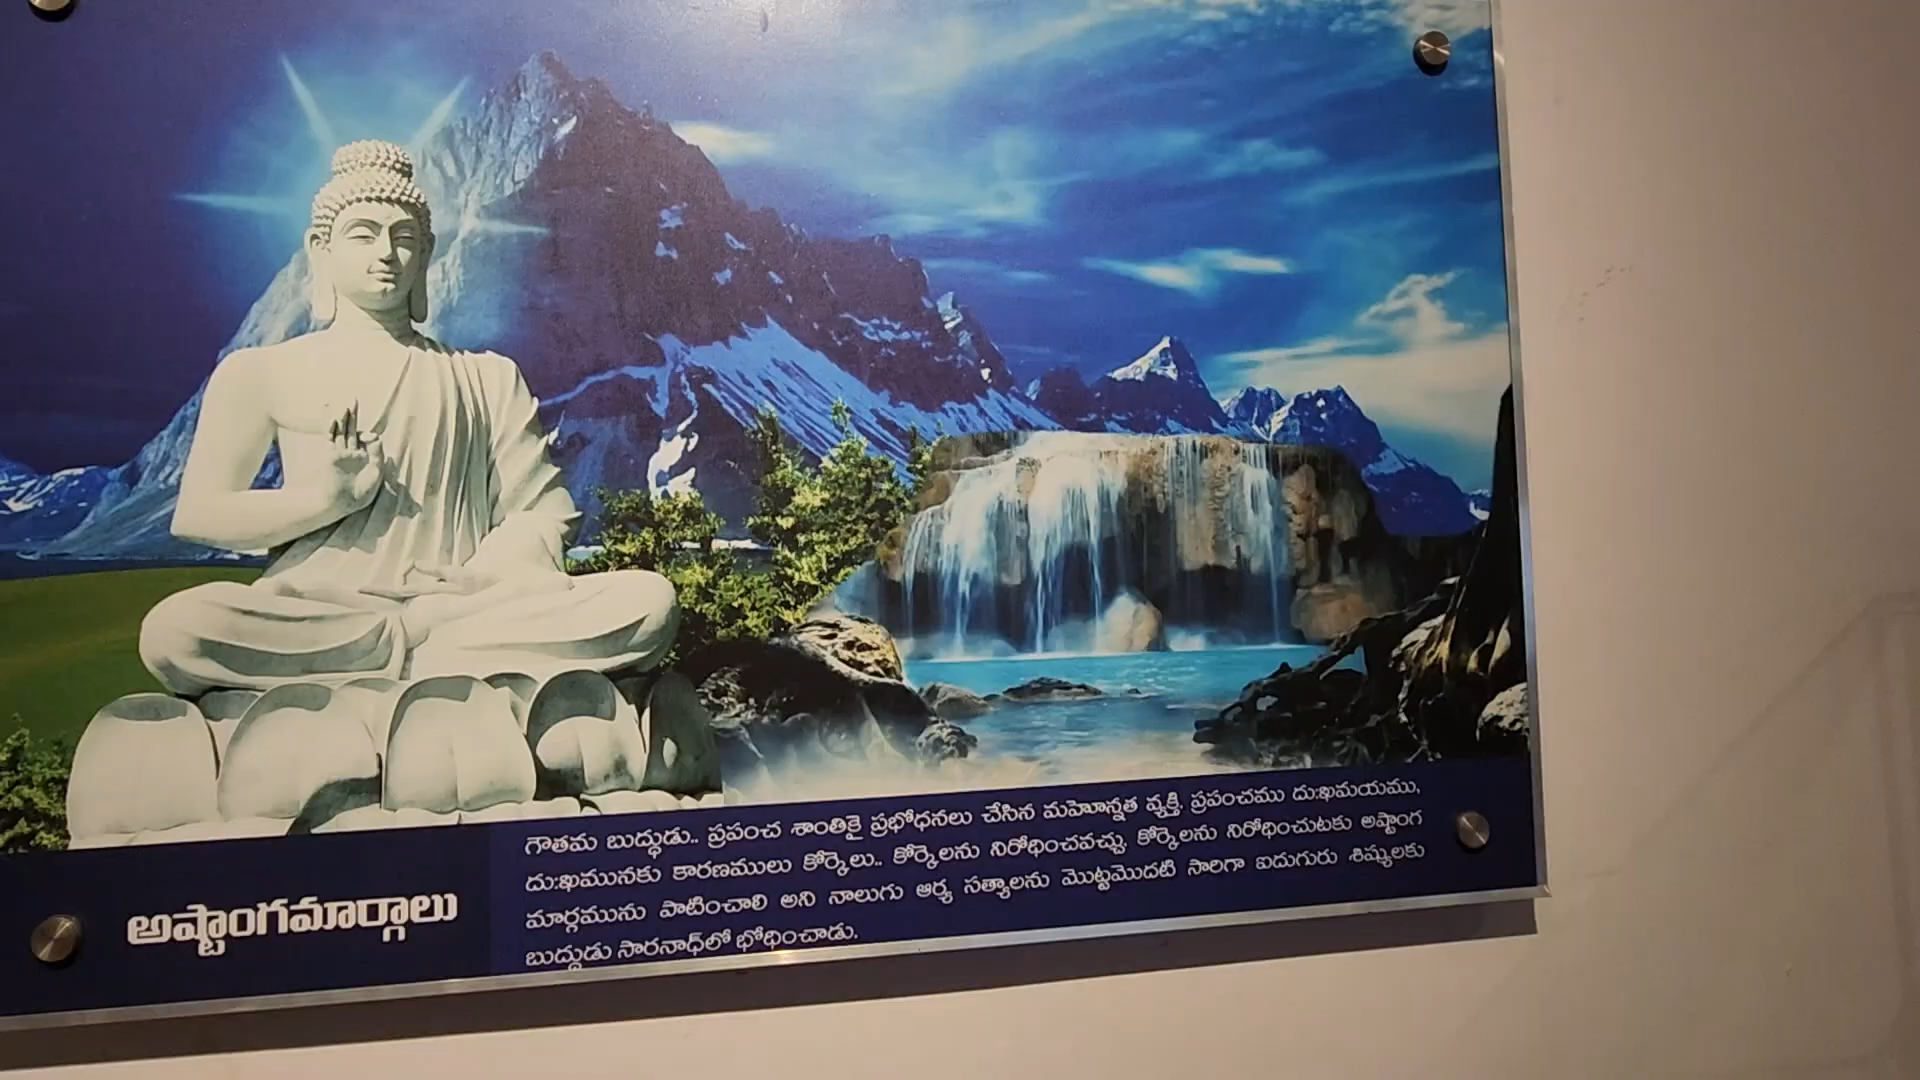 గౌతమ బుద్ధుడు.. ప్రపంచ శాంతికై ప్రభోధనలు చేసిన మహెూన్నత వ్యక్తి. ప్రపంచము దు:ఖమయము,
దు:ఖమునకు కారణములు కోర్కెలు.. కోర్కెలను నిరోధించవచ్చు. కోర్కెలను నిరోధించుటకు అష్టాంగ
మార్గమును పాటించాలి అని నాలుగు ఆర్య సత్యాలను మొట్టమొదటి సారిగా ఐదుగురు శిష్యులకు
బుద్ధుడు సారనాధ్‌లో భోధించాడు.
అష్టాంగమార్గాలు